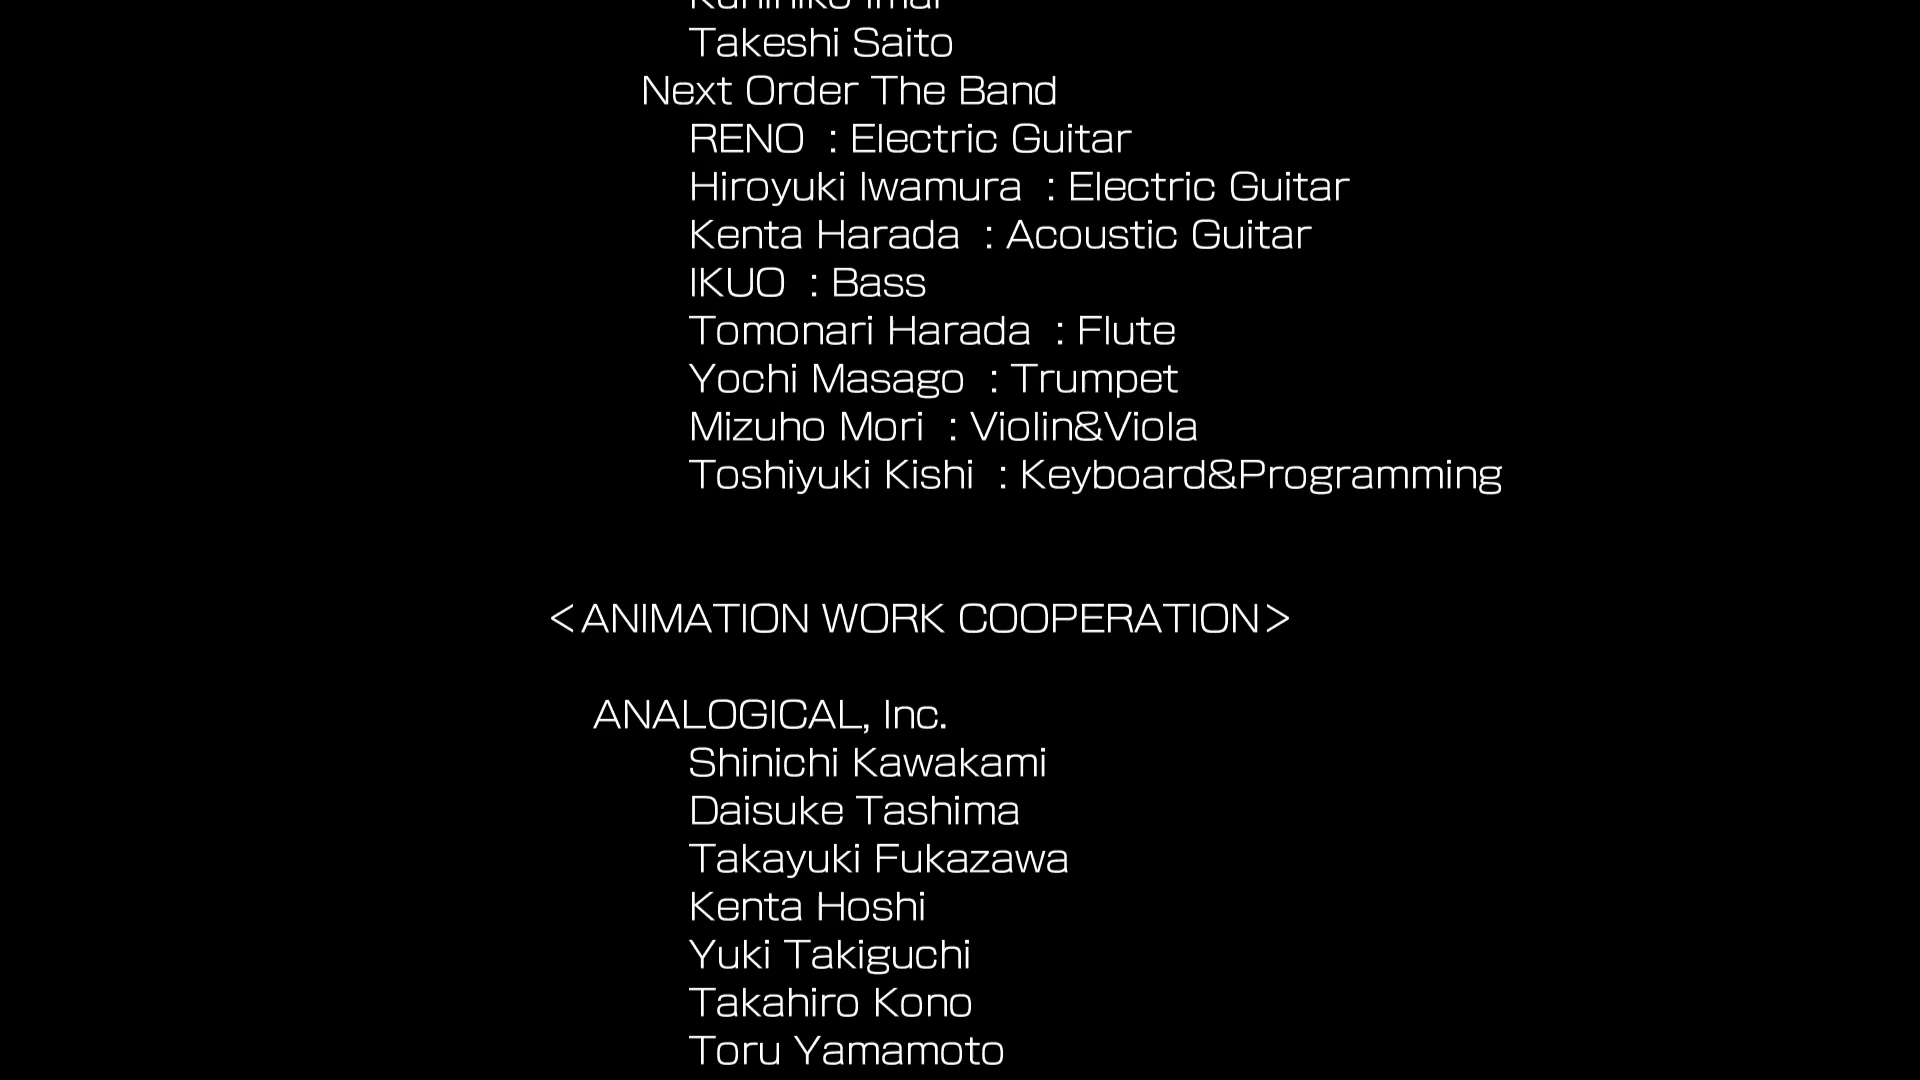 Takeshi Saito
Next Order The Band
RENO : Electric Guitar
Hiroyuki Iwamura : Electric Guitar
Kenta Harada : Acoustic Guitar
IKUO : Bass
Tomonari Harada : Flute
Yochi Masago : Trumpet
Mizuho Mori : Violin&Viola
Toshiyuki Kishi : Keyboard&Programming
<ANIMATION WORK COOPERATION>
ANALOGICAL, Inc.
Shinichi Kawakami
Daisuke Tashima
Takayuki Fukazawa
Kenta Hoshi
Yuki Takiguchi
Takahiro Kono
Toru Yamamoto